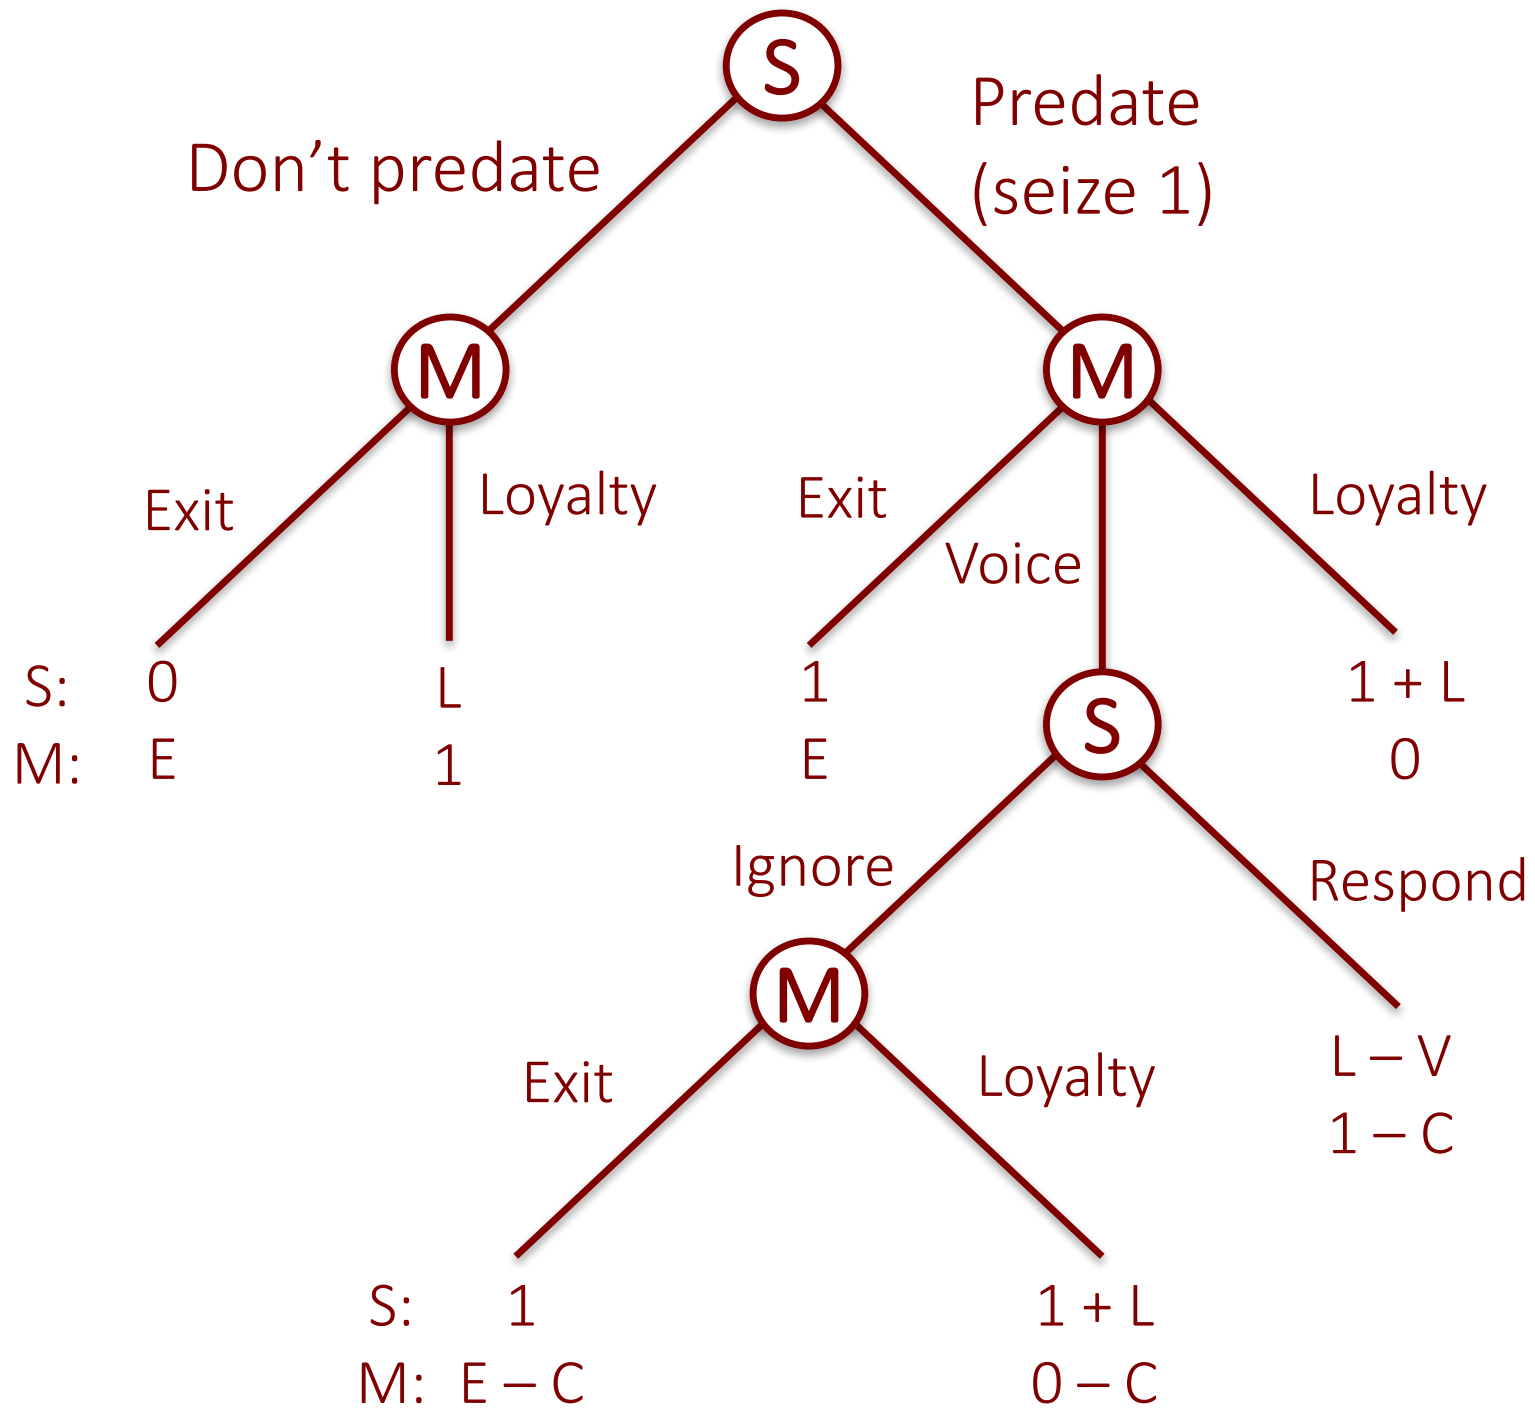 S
Predate
(seize 1)
Don’t predate
M
M
Exit
Loyalty
Exit
Voice
Loyalty
S: 0 L 1 1 + L
M: E 1 E 0
S
Ignore
Respond
M
L – V
1 – C
Exit
Loyalty
S: 1 1 + L
M: E – C 0 – C